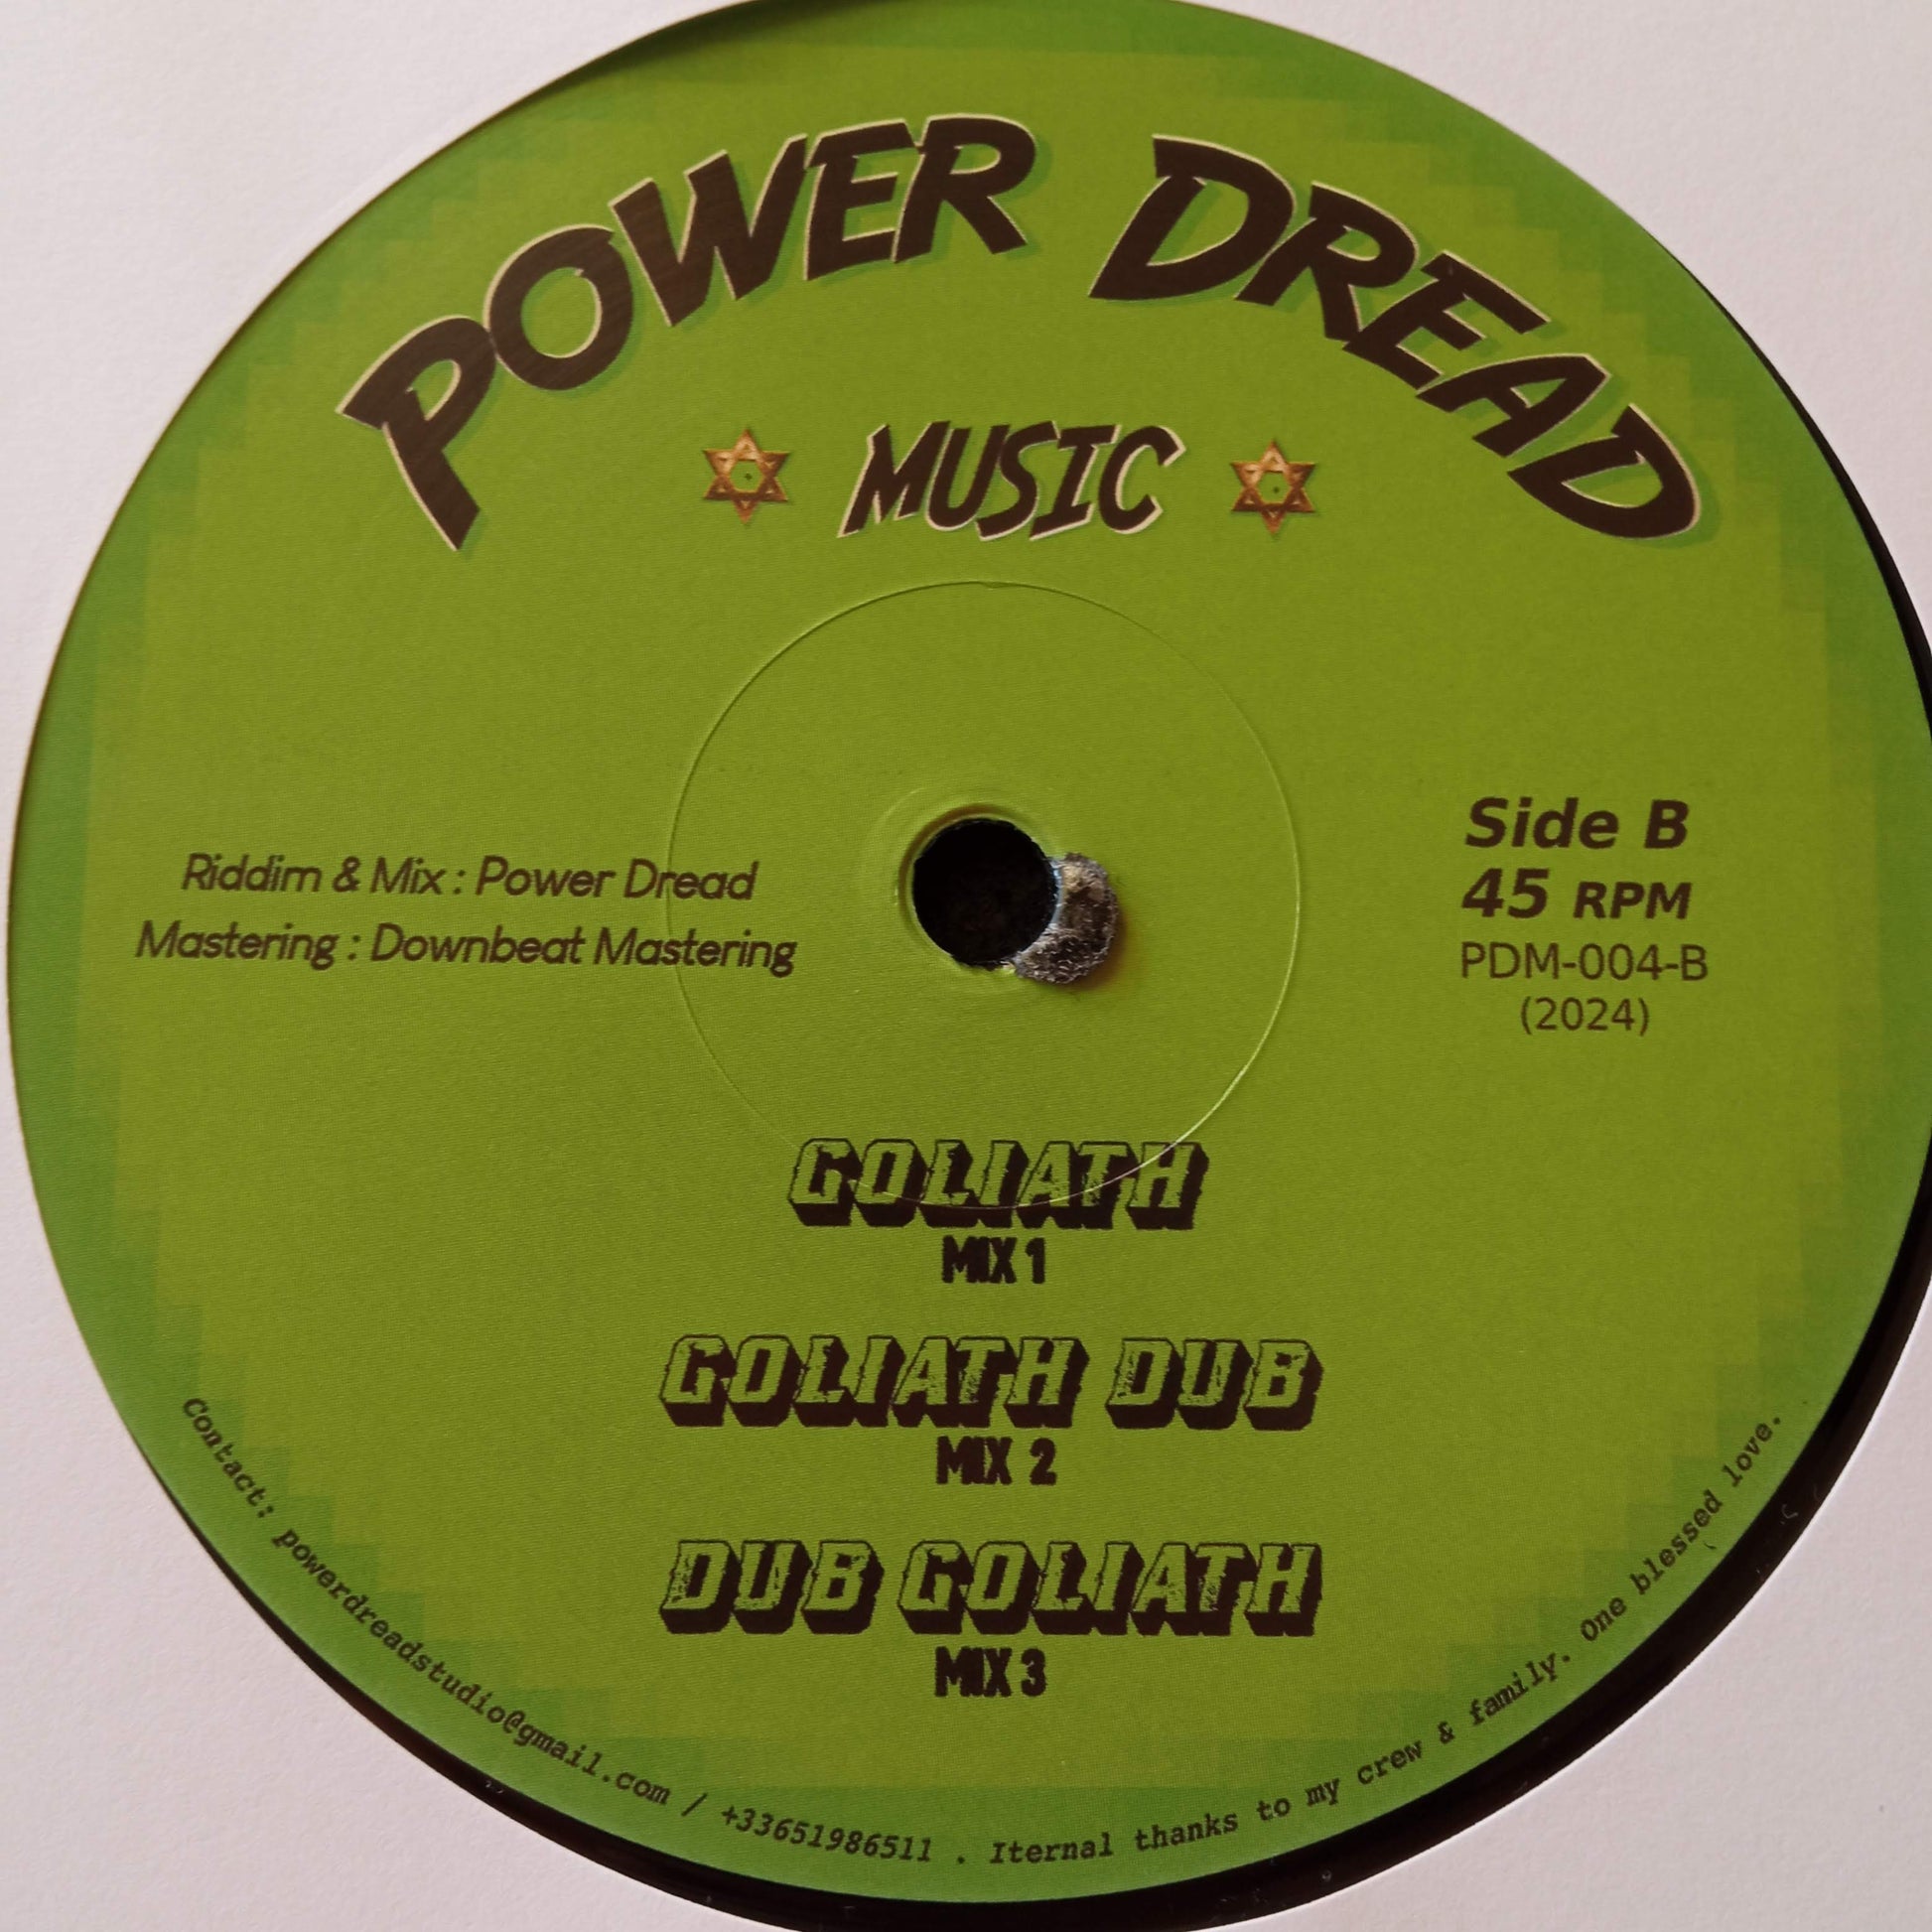 POWER DREAD
MUSIC
Riddim & Mix : Power Dread
Mastering : Downbeat Mastering
Side B
45 RPM
PDM-004-B
(2024)
GOLIATH
MIX 1
GOLIATH DUB
MIX 2
DUB GOLIATH
MIX 3
Contact: powerdreadstudio@gmail.com / +33651986511 . Iternal thanks to my crew & family. One blessed love.